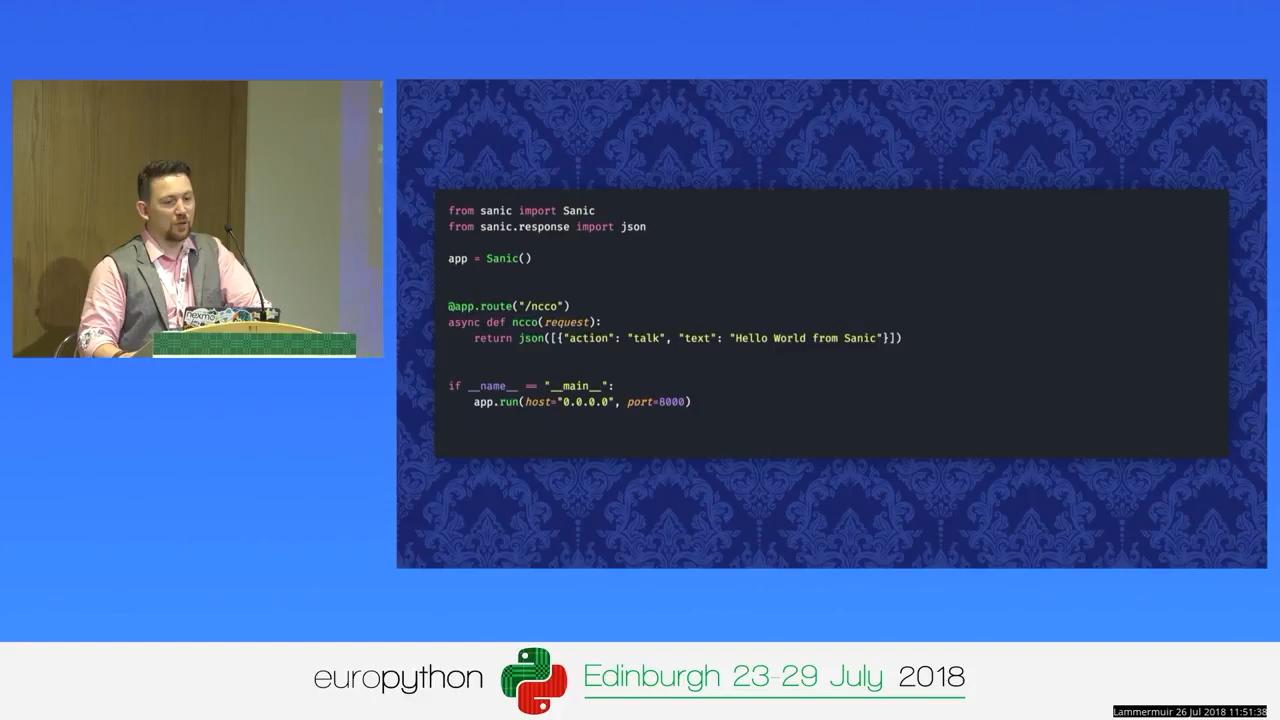 nexmo
from sanic import Sanic
from sanic.response import json
app = Sanic()
@app.route("/ncco")
async def ncco(request):
return json([{"action": "talk", "text": "Hello World from Sanic"}])
if __name__ == "__main__":
app.run(host="0.0.0.0", port=8000)
europython
Edinburgh 23-29 July 2018
Lammermuir 26 Jul 2018 11:51:38